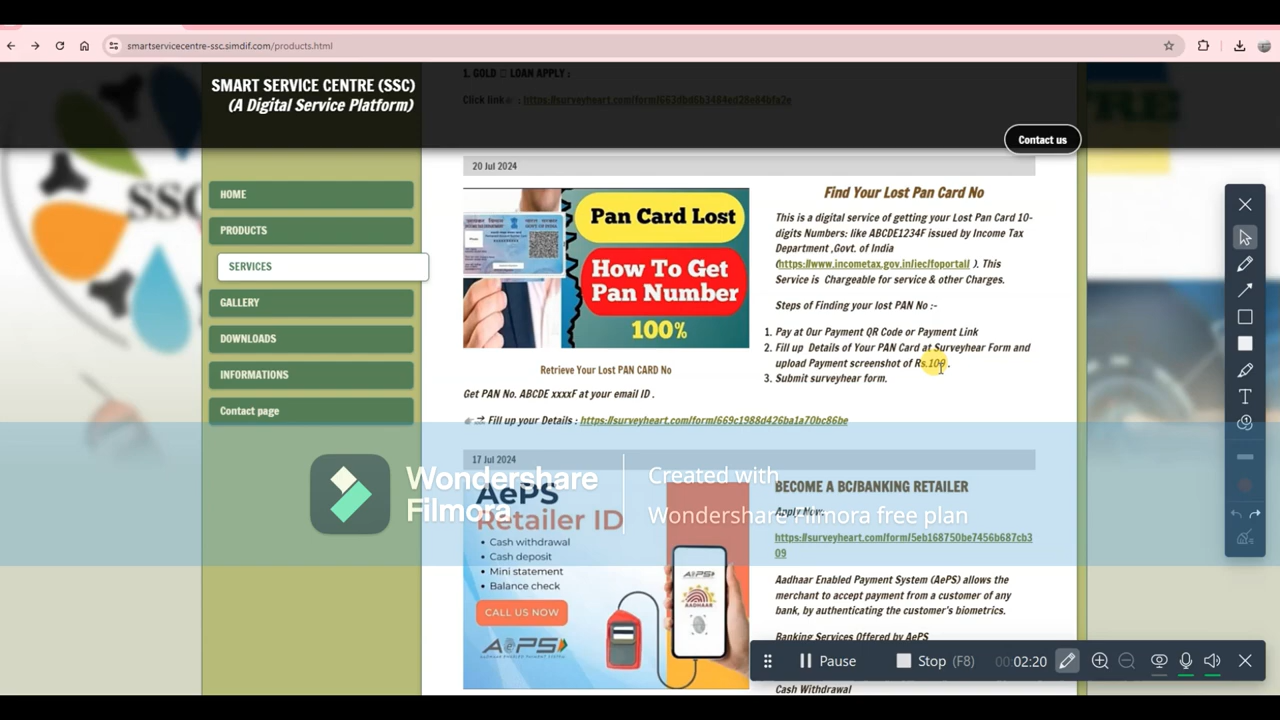 smartservicecentre-ssc.simdif.com/products.html
SMART SERVICE CENTRE (SSC)
(A Digital Service Platform)
1. GOLD LOAN APPLY :
Click link : https://surveyheart.com/form/663dbd6b3484ed28e84bfa2e
Contact us
SSC
HOME
PRODUCTS
SERVICES
GALLERY
DOWNLOADS
INFORMATIONS
Contact page
20 Jul 2024
Pan Card Lost
How To Get
Pan Number
100%
Find Your Lost Pan Card No
This is a digital service of getting your Lost Pan Card 10-
digits Numbers: like ABCDE1234F issued by Income Tax
Department ,Govt. of India
(https://www.incometax.gov.in/iec/foportal/ ). This
Service is Chargeable for service & other Charges.
Steps of Finding your lost PAN No :-
1. Pay at Our Payment QR Code or Payment Link
2. Fill up Details of Your PAN Card at Surveyhear Form and
upload Payment screenshot of Rs.100 .
3. Submit surveyhear form.
Retrieve Your Lost PAN CARD No
Get PAN No. ABCDE xxxxF at your email ID .
Fill up your Details : https://surveyheart.com/form/669c1988d426ba1a70bc86be
17 Jul 2024
AePS
Retailer ID
• Cash withdrawal
• Cash deposit
• Mini statement
• Balance check
CALL US NOW
AEPS
AEPS
AADHAAR
BECOME A BC/BANKING RETAILER
Apply Now:
https://surveyheart.com/form/5eb168750be7456b687cb3
09
Aadhaar Enabled Payment System (AePS) allows the
merchant to accept payment from a customer of any
bank, by authenticating the customer's biometrics.
Banking Services Offered by AePS
Cash Withdrawal
Wondershare
Filmora
Created with
Wondershare Filmora free plan
Pause
Stop (F8)
00:02:20